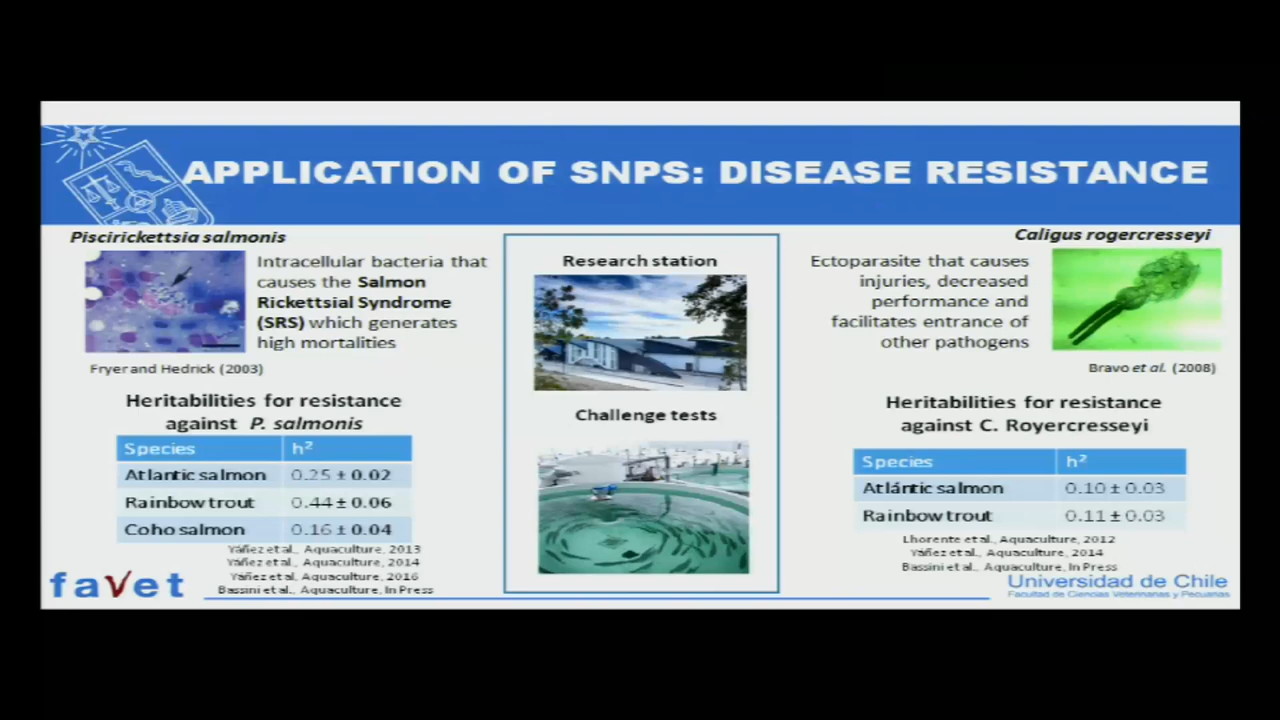 APPLICATION OF SNPS: DISEASE RESISTANCE
Piscirickettsia salmonis
Intracellular bacteria that
causes the Salmon
Rickettsial Syndrome
(SRS) which generates
high mortalities
Fryer and Hedrick (2003)
Heritabilities for resistance
against P. salmonis
Species h²
Atlantic salmon 0.25 ± 0.02
Rainbow trout 0.44 ± 0.06
Coho salmon 0.16 ± 0.04
Yáñez et al., Aquaculture, 2013
Yáñez et al., Aquaculture, 2014
Yáñez et al, Aquaculture, 2016
Bassini et al., Aquaculture, In Press
favet
Research station
Challenge tests
Caligus rogercresseyi
Ectoparasite that causes
injuries, decreased
performance and
facilitates entrance of
other pathogens
Bravo et al. (2008)
Heritabilities for resistance
against C. Royercresseyi
Species h²
Atlántic salmon 0.10 ± 0.03
Rainbow trout 0.11 ± 0.03
Lhorente et al., Aquaculture, 2012
Yáñez et al., Aquaculture, 2014
Bassini et al., Aquaculture, In Press
Universidad de Chile
Facultad de Ciencias Veterinarias y Pecuarias